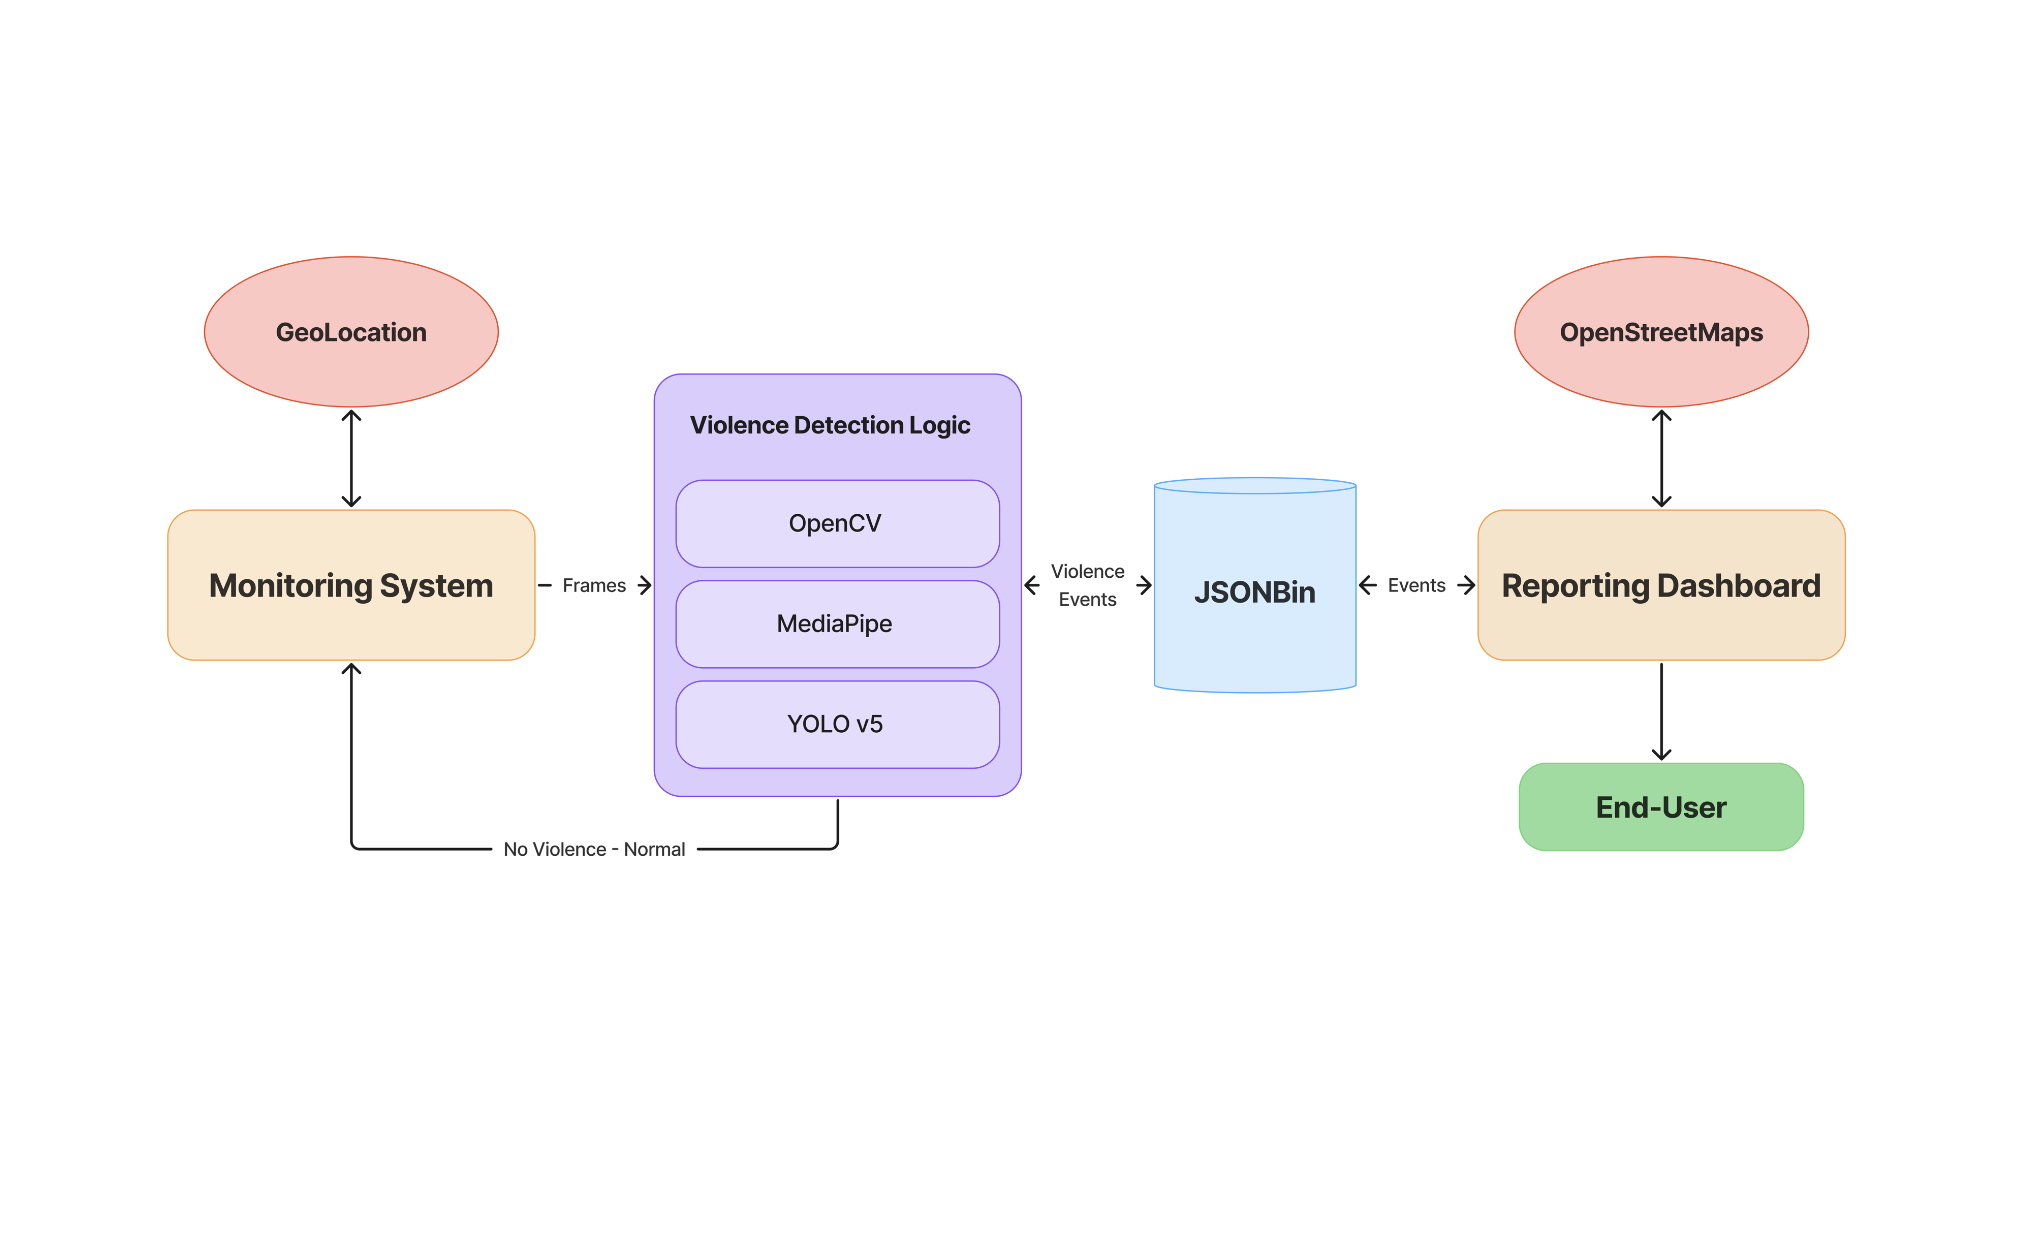 GeoLocation
OpenStreetMaps
Violence Detection Logic
OpenCV
MediaPipe
YOLO v5
Monitoring System
Frames
Violence
Events
JSONBin
Events
Reporting Dashboard
End-User
No Violence - Normal